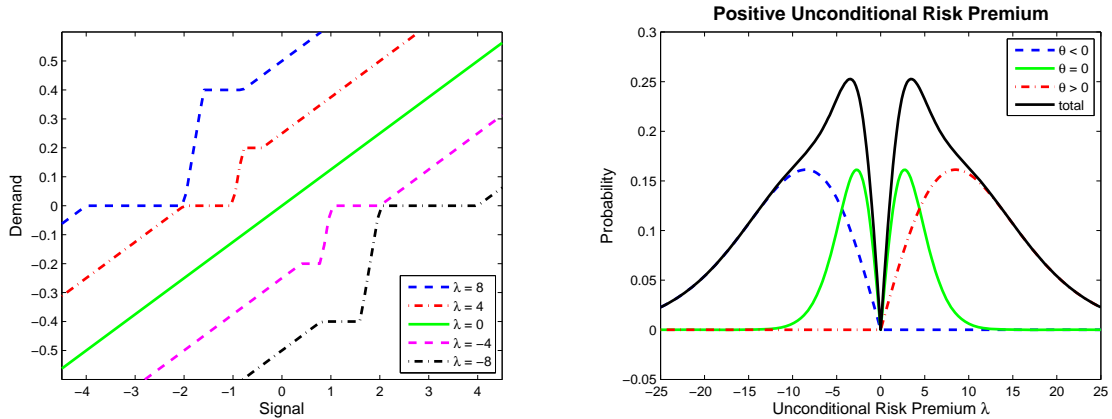 Demand
0.5
0.4
0.3
0.2
0.1
0
−0.1
−0.2
−0.3
−0.4
−0.5
−4 −3 −2 −1 0 1 2 3 4
Signal
λ = 8
λ = 4
λ = 0
λ = −4
λ = −8
Positive Unconditional Risk Premium
Probability
0.3
0.25
0.2
0.15
0.1
0.05
0
−0.05
−25 −20 −15 −10 −5 0 5 10 15 20 25
Unconditional Risk Premium λ
θ < 0
θ = 0
θ > 0
total